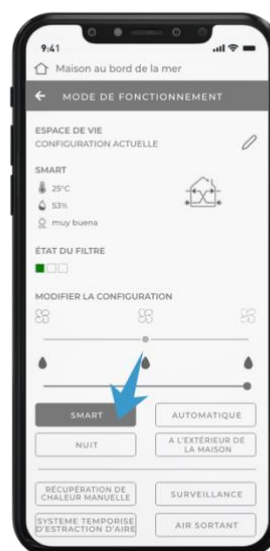 9:41
Maison au bord de la mer
MODE DE FONCTIONNEMENT
ESPACE DE VIE
CONFIGURATION ACTUELLE
SMART
25°C
53%
muy buena
ÉTAT DU FILTRE
MODIFIER LA CONFIGURATION
SMART
AUTOMATIQUE
NUIT
A L'EXTÉRIEUR DE
LA MAISON
RÉCUPÉRATION DE
CHALEUR MANUELLE
SURVEILLANCE
SYSTEME TEMPORISE
D'ESTRACTION D'AIRE
AIR SORTANT